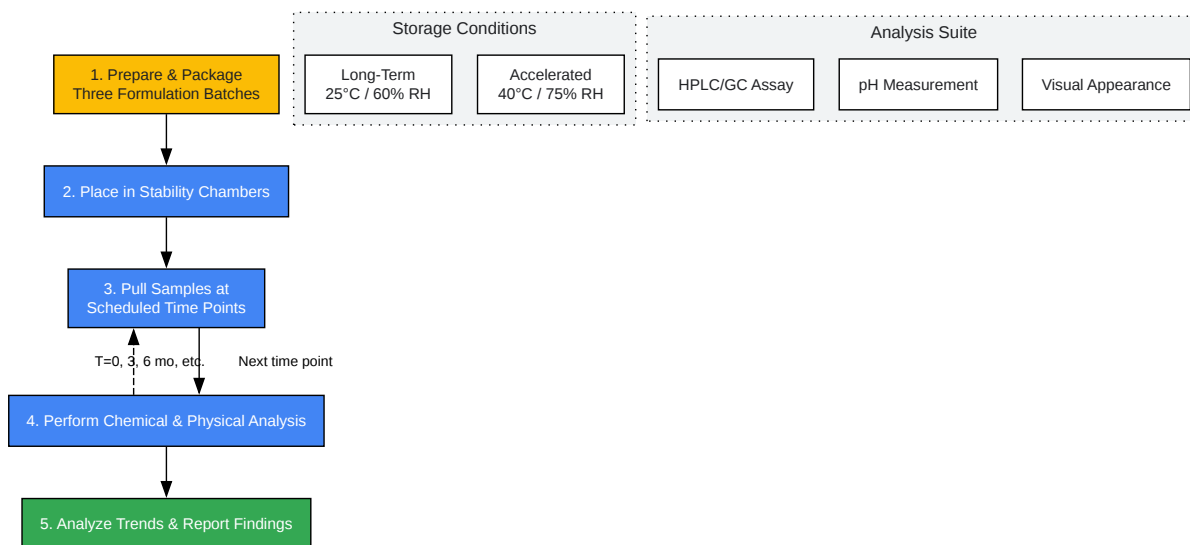 1. Prepare & Package
Three Formulation Batches
Storage Conditions
Long-Term
25°C / 60% RH
Accelerated
40°C / 75% RH
Analysis Suite
HPLC/GC Assay
pH Measurement
Visual Appearance
2. Place in Stability Chambers
3. Pull Samples at
Scheduled Time Points
T=0, 3, 6 mo, etc.
Next time point
4. Perform Chemical & Physical Analysis
5. Analyze Trends & Report Findings